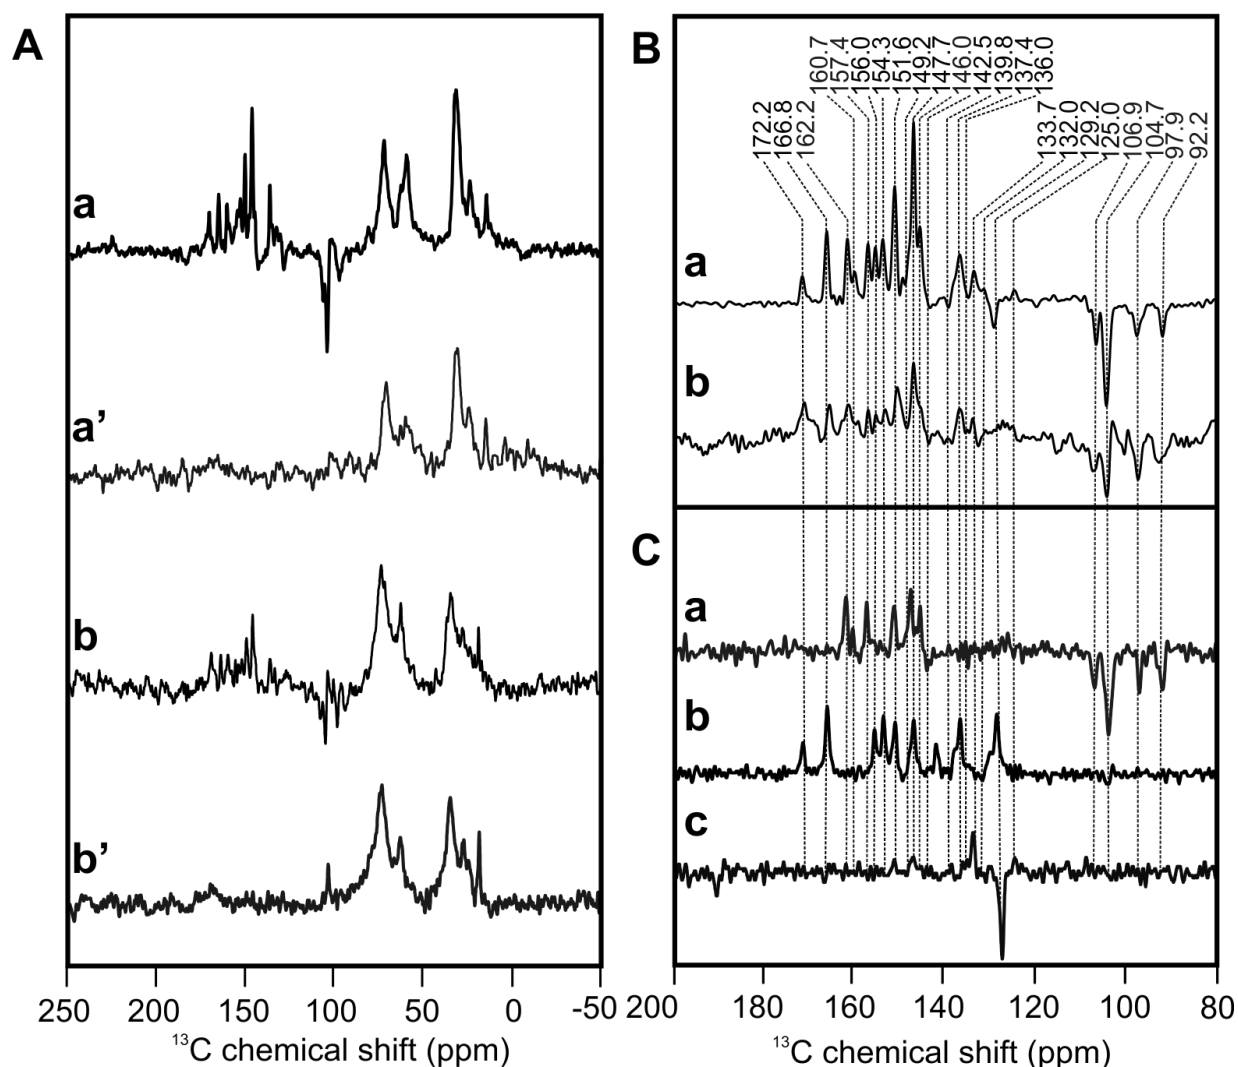 A
B
160.7
157.4
156.0
154.3
151.6
149.2
147.7
146.0
142.5
139.8
137.4
136.0
172.2
166.8
162.2
133.7
132.0
129.2
125.0
106.9
104.7
97.9
92.2
a
a’
b
b’
a
b
C
a
b
c
250 200 150 100 50 0 -50
13C chemical shift (ppm)
200 180 160 140 120 100 80
13C chemical shift (ppm)